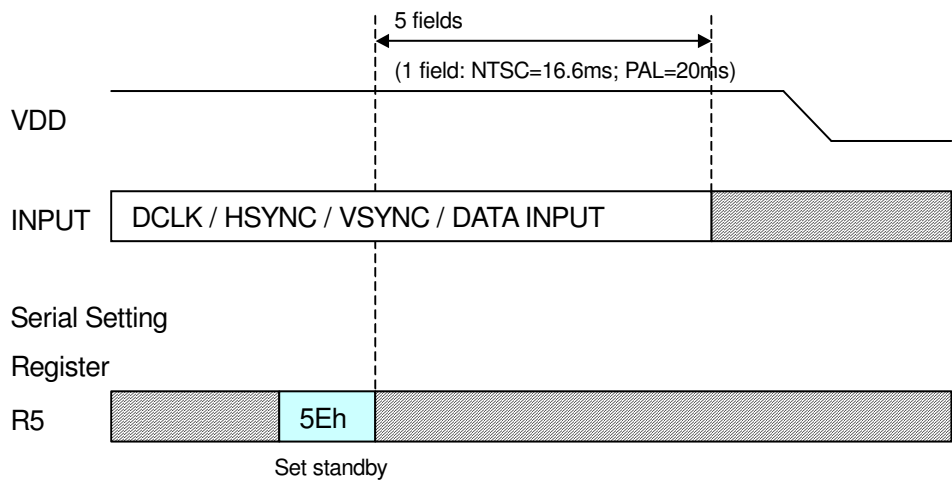 5 fields
(1 field: NTSC=16.6ms; PAL=20ms)
VDD
INPUT
DCLK / HSYNC / VSYNC / DATA INPUT
Serial Setting
Register
R5
5Eh
Set standby